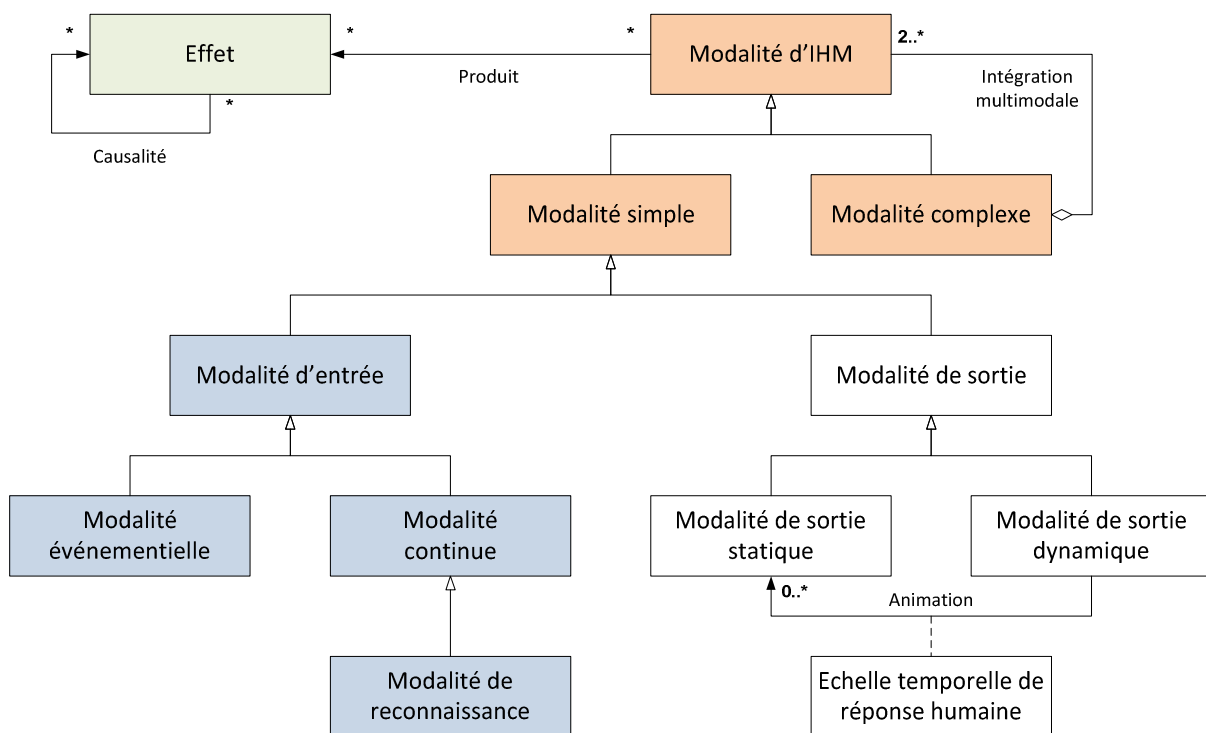 *
Effet
*
*
Modalité d’IHM
2..*
Produit
Intégration
multimodale
*
Causalité
Modalité simple
Modalité complexe
Modalité d’entrée
Modalité de sortie
Modalité
événementielle
Modalité
continue
Modalité de sortie
statique
Modalité de sortie
dynamique
0..*
Animation
Modalité de
reconnaissance
Echelle temporelle de
réponse humaine